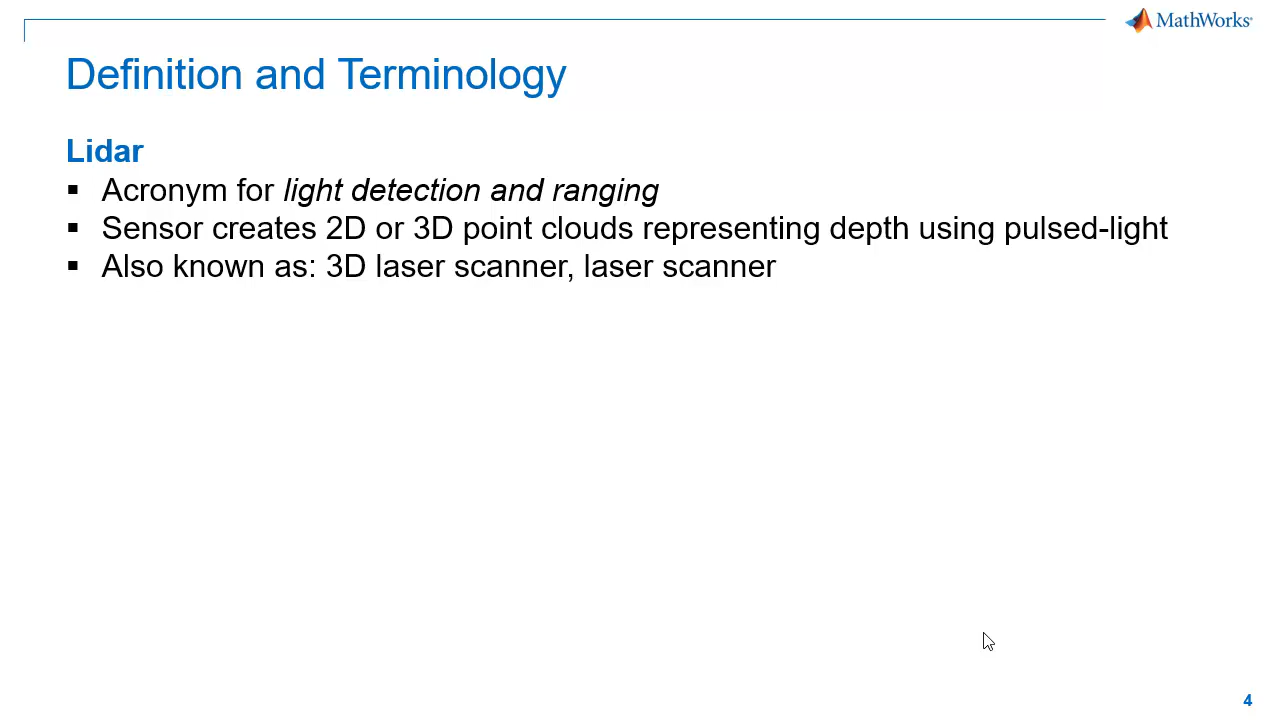 MathWorks®
Definition and Terminology
Lidar
▪ Acronym for light detection and ranging
▪ Sensor creates 2D or 3D point clouds representing depth using pulsed-light
▪ Also known as: 3D laser scanner, laser scanner
4